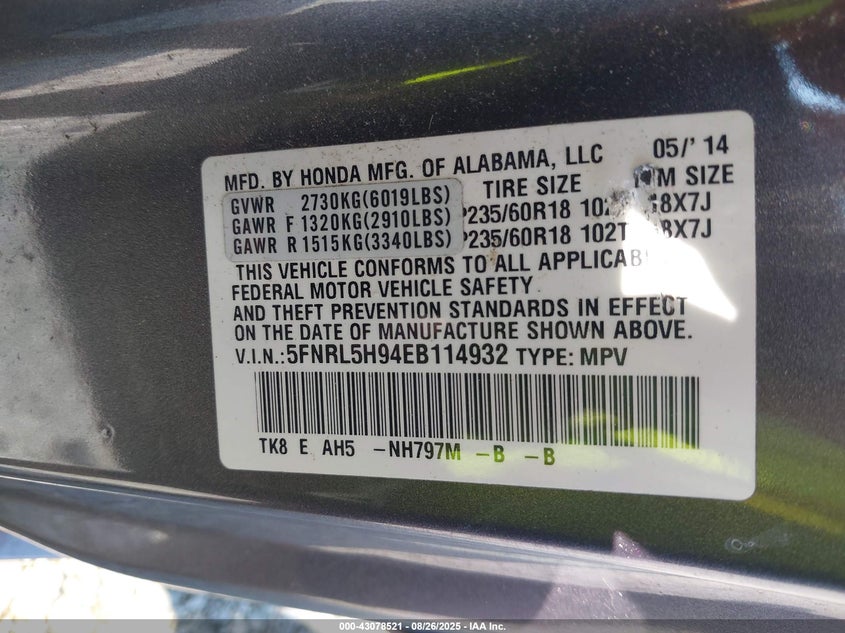 MFD. BY HONDA MFG. OF ALABAMA, LLC 05/' 14
GVWR 2730KG(6019LBS) TIRE SIZE SIZE
GAWR F 1320KG(2910LBS) P235/60R18 18X7J
GAWR R 1515KG(3340LBS) P235/60R18 102T
THIS VEHICLE CONFORMS TO ALL
FEDERAL MOTOR VEHICLE SAFETY
AND THEFT PREVENTION STANDARDS IN EFFECT
ON THE DATE OF MANUFACTURE SHOWN ABOVE.
V.I.N.: 5FNRL5H94EB114932 TYPE: MPV
TK8 E AH5 -NH797M -B -B
000-43078521 - 08/26/2025 - IAA Inc.